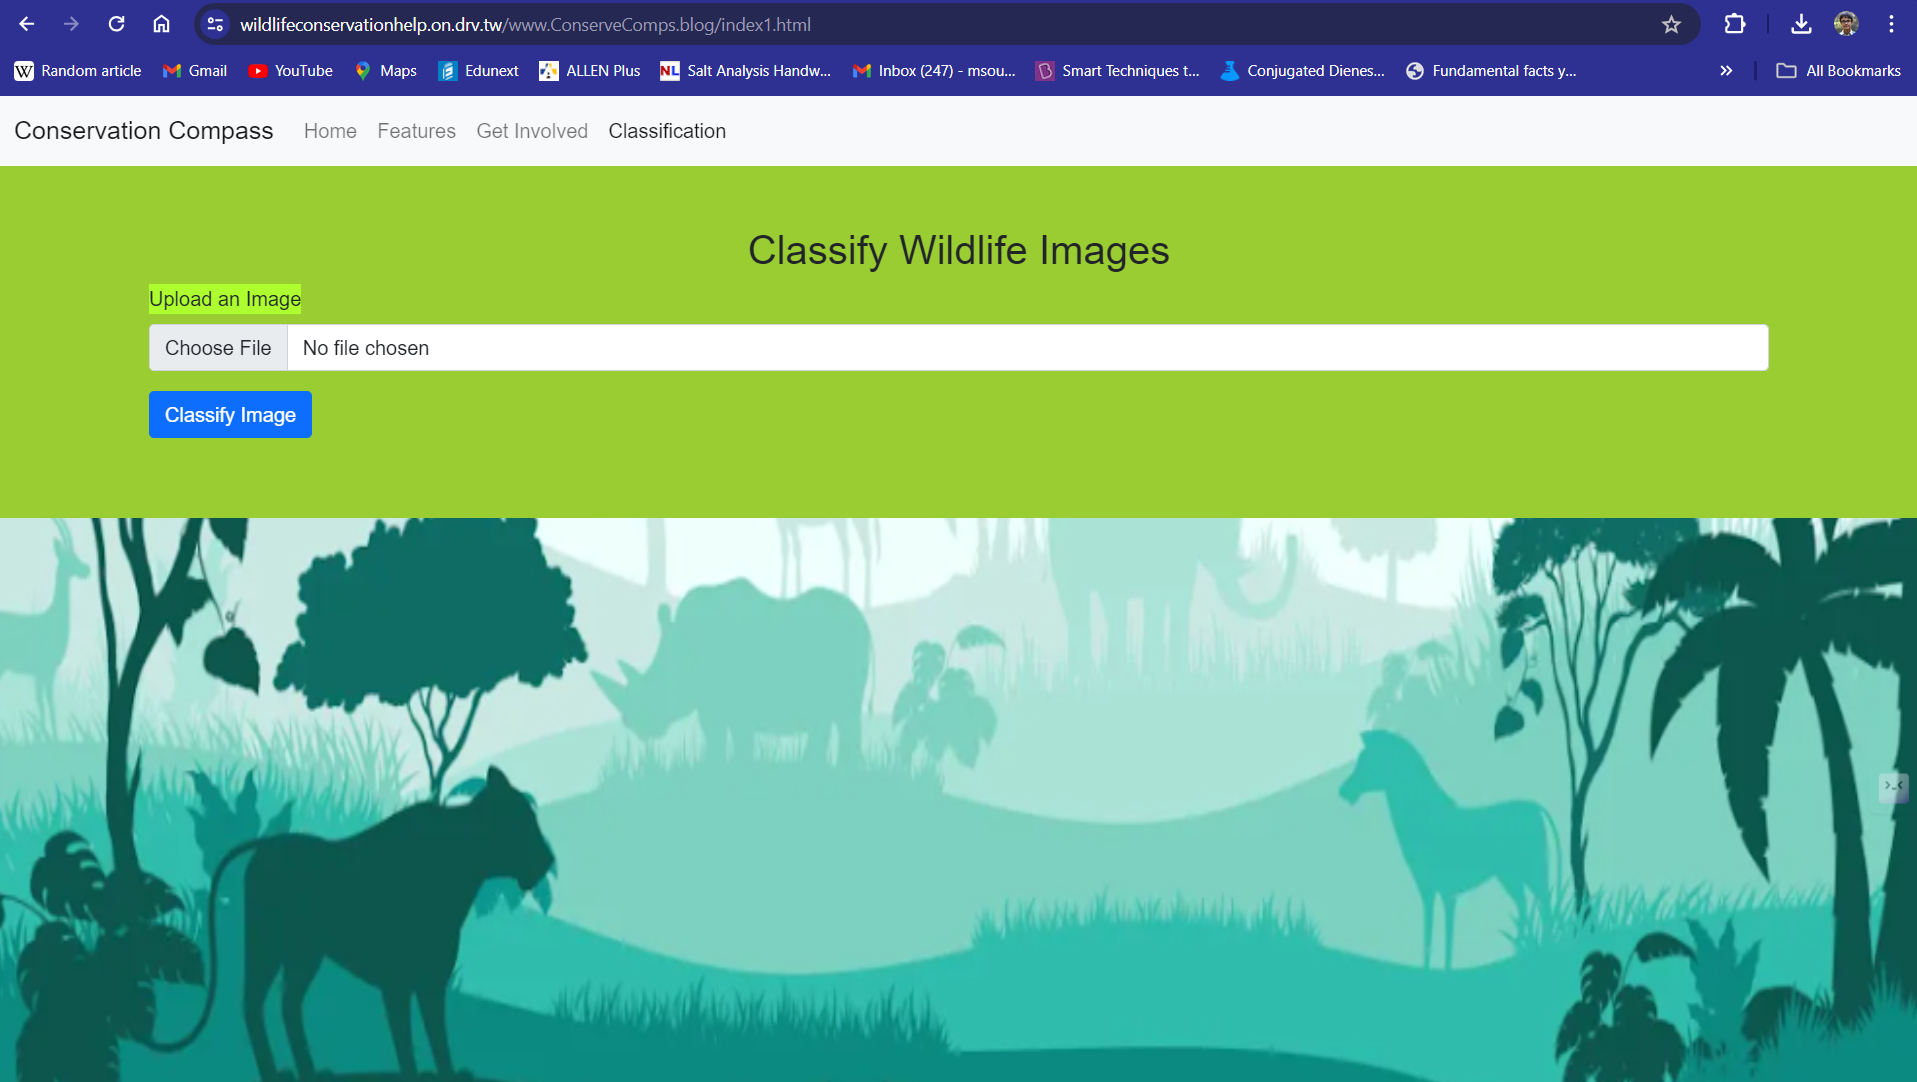 wildlifeconservationhelp.on.drv.tw/www.ConserveComps.blog/index1.html
W Random article Gmail YouTube Maps Edunext ALLEN Plus NL Salt Analysis Handw... Inbox (247) - msou... Smart Techniques t... Conjugated Dienes... Fundamental facts y... » All Bookmarks
Conservation Compass Home Features Get Involved Classification
Classify Wildlife Images
Upload an Image
Choose File No file chosen
Classify Image